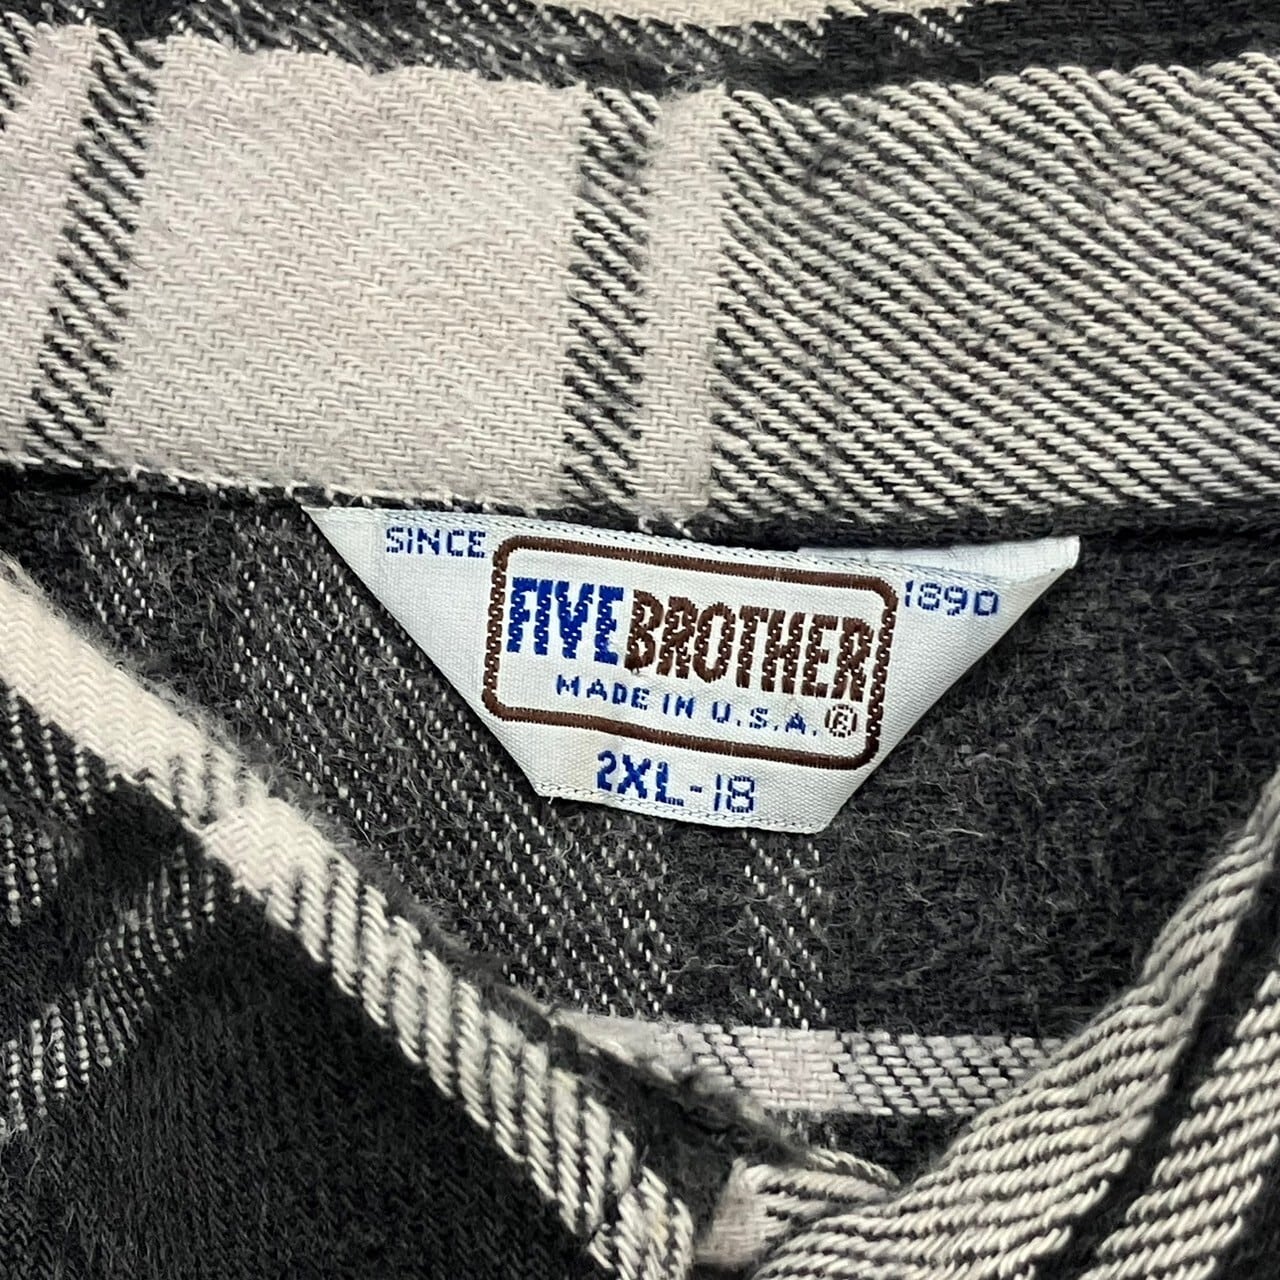 SINCE 1890
FIVE BROTHER
MADE IN U.S.A.®
2XL-18